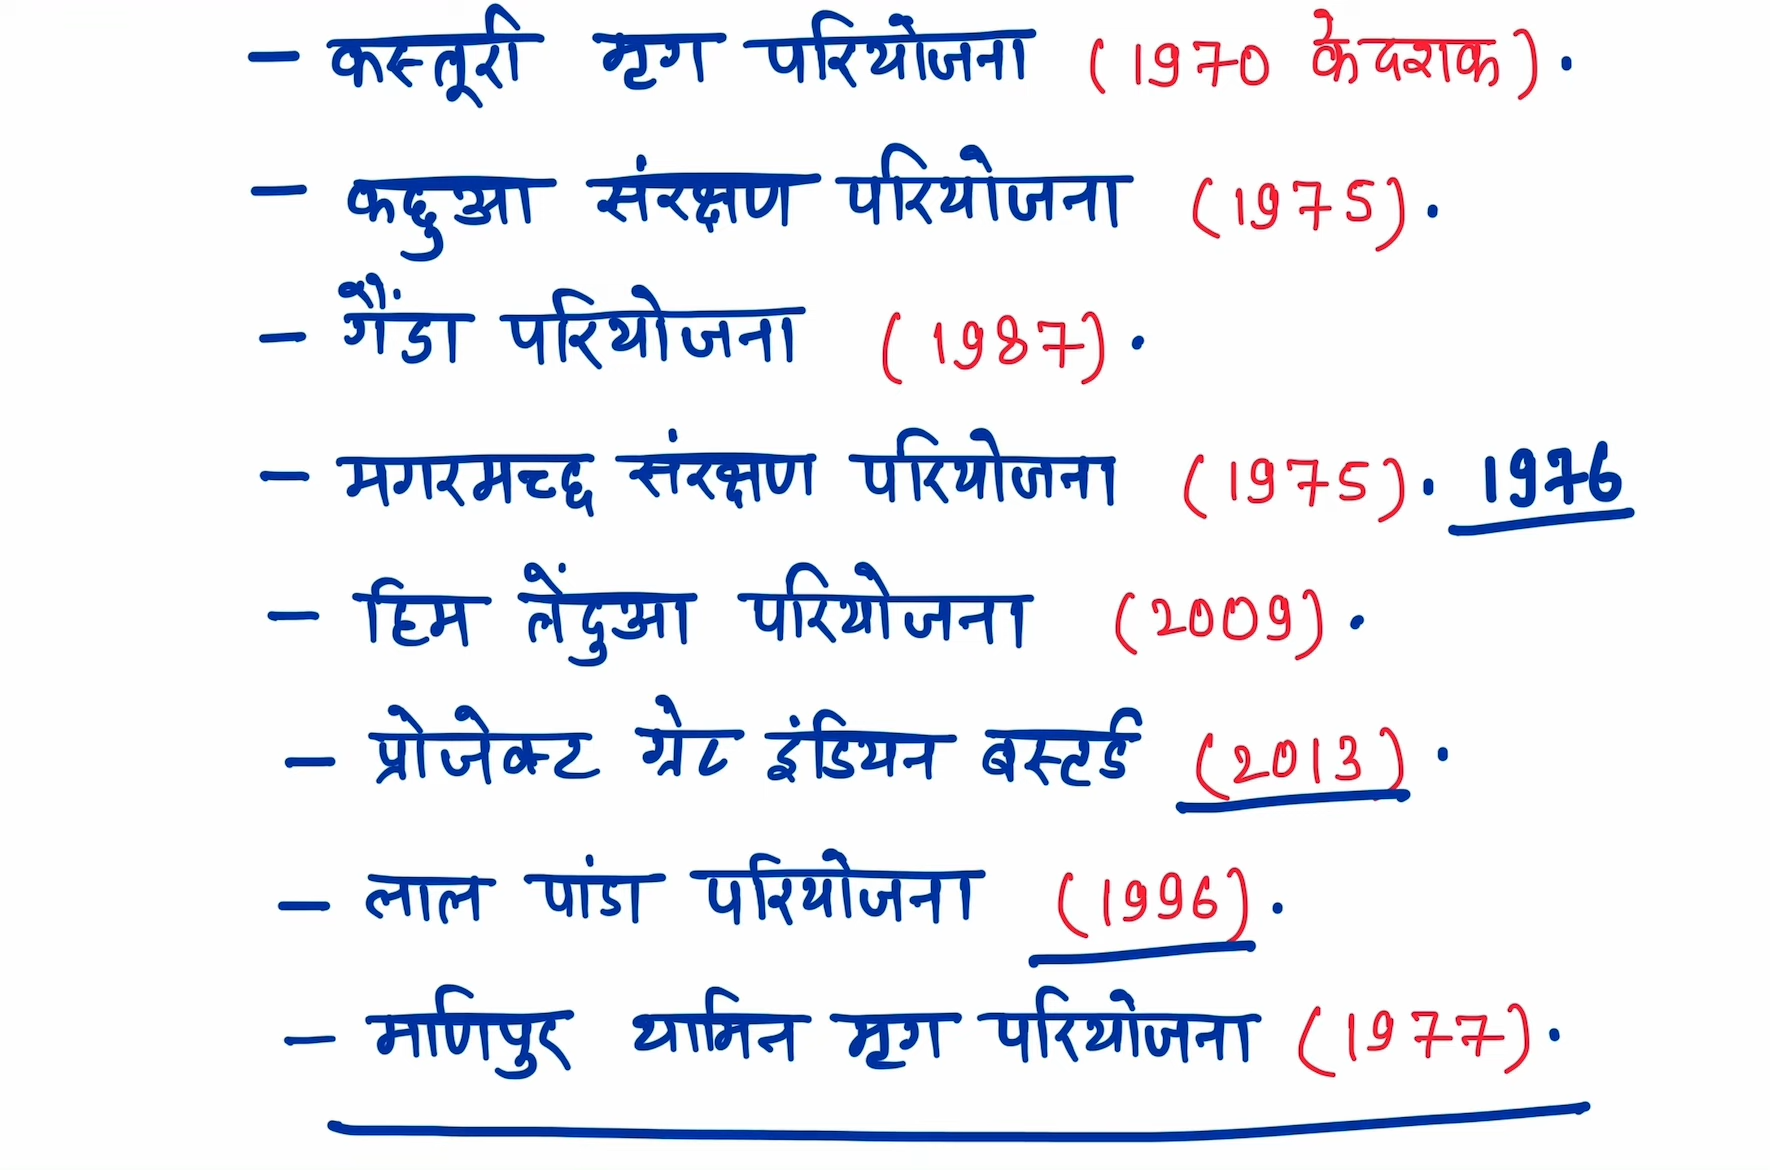 - कस्तूरी मृग परियोजना (1970 के दशक).
- कछुआ संरक्षण परियोजना (1975).
- गैंडा परियोजना (1987).
- मगरमच्छ संरक्षण परियोजना (1975). 1976
- हिम तेंदुआ परियोजना (2009).
- प्रोजेक्ट ग्रेट इंडियन बस्टर्ड (2013).
- लाल पांडा परियोजना (1996).
- मणिपुर थामिन मृग परियोजना (1977).